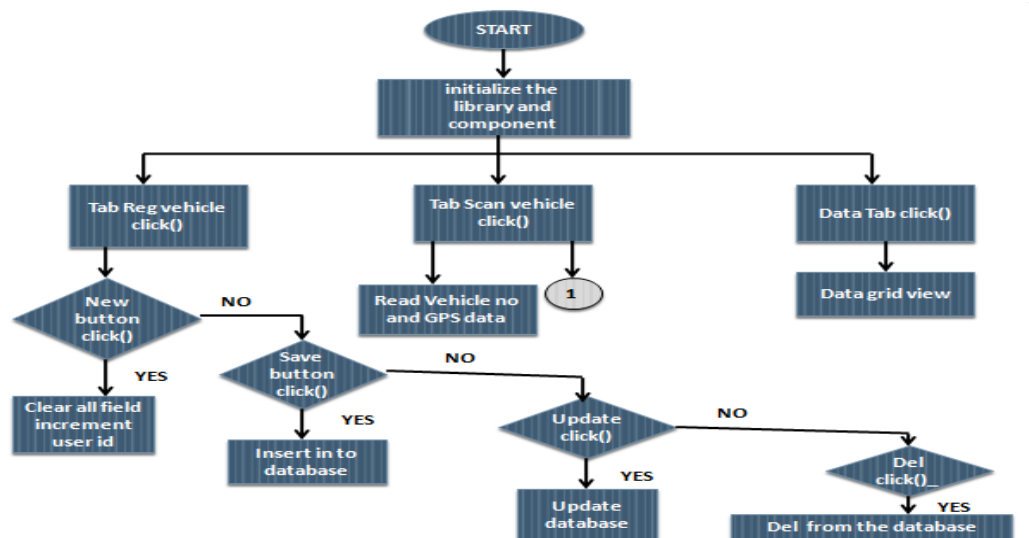 START
initialize the
library and
component
Tab Reg vehicle
click()
Tab Scan vehicle
click()
Data Tab click()
New
button
click()
NO
Read Vehicle no
and GPS data
1
Data grid view
YES
Save
button
click()
NO
Clear all field
increment
user id
YES
Insert in to
database
Update
click()
NO
YES
Update
database
Del
click()_
YES
Del from the database